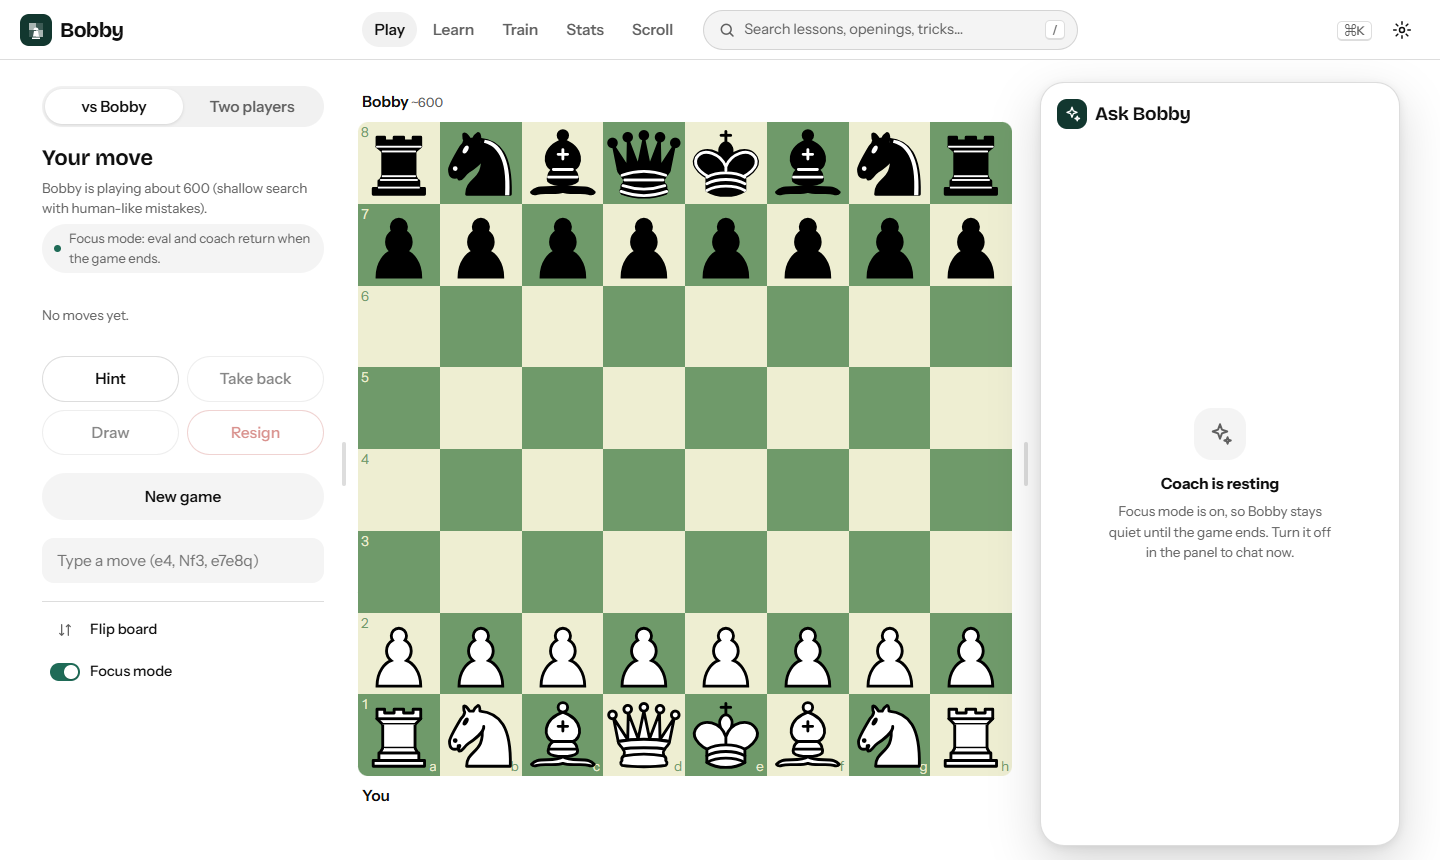 Bobby
Play
Learn
Train
Stats
Scroll
Search lessons, openings, tricks...
/
⌘K
vs Bobby
Two players
Your move
Bobby is playing about 600 (shallow search
with human-like mistakes).
Focus mode: eval and coach return when
the game ends.
No moves yet.
Hint
Take back
Draw
Resign
New game
Type a move (e4, Nf3, e7e8q)
Flip board
Focus mode
Bobby ~600
8
7
6
5
4
3
2
1
a
b
c
d
e
f
g
h
You
Ask Bobby
Coach is resting
Focus mode is on, so Bobby stays
quiet until the game ends. Turn it off
in the panel to chat now.